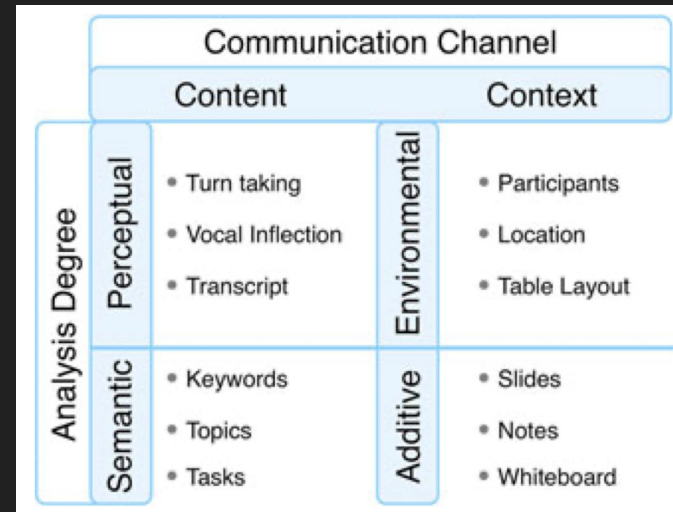 Communication Channel
Content Context
Analysis Degree
Perceptual
• Turn taking
• Vocal Inflection
• Transcript
Environmental
• Participants
• Location
• Table Layout
Semantic
• Keywords
• Topics
• Tasks
Additive
• Slides
• Notes
• Whiteboard